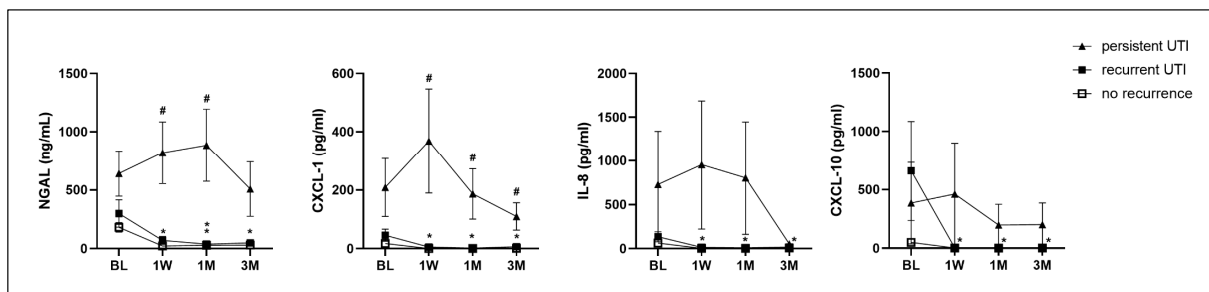 persistent UTI
recurrent UTI
no recurrence
NGAL (ng/mL)
1500
1000
500
0
# #
* * * *
BL 1W 1M 3M
CXCL-1 (pg/ml)
600
400
200
0
# # #
* * *
BL 1W 1M 3M
IL-8 (pg/ml)
2000
1500
1000
500
0
* * *
BL 1W 1M 3M
CXCL-10 (pg/ml)
1500
1000
500
0
* * *
BL 1W 1M 3M